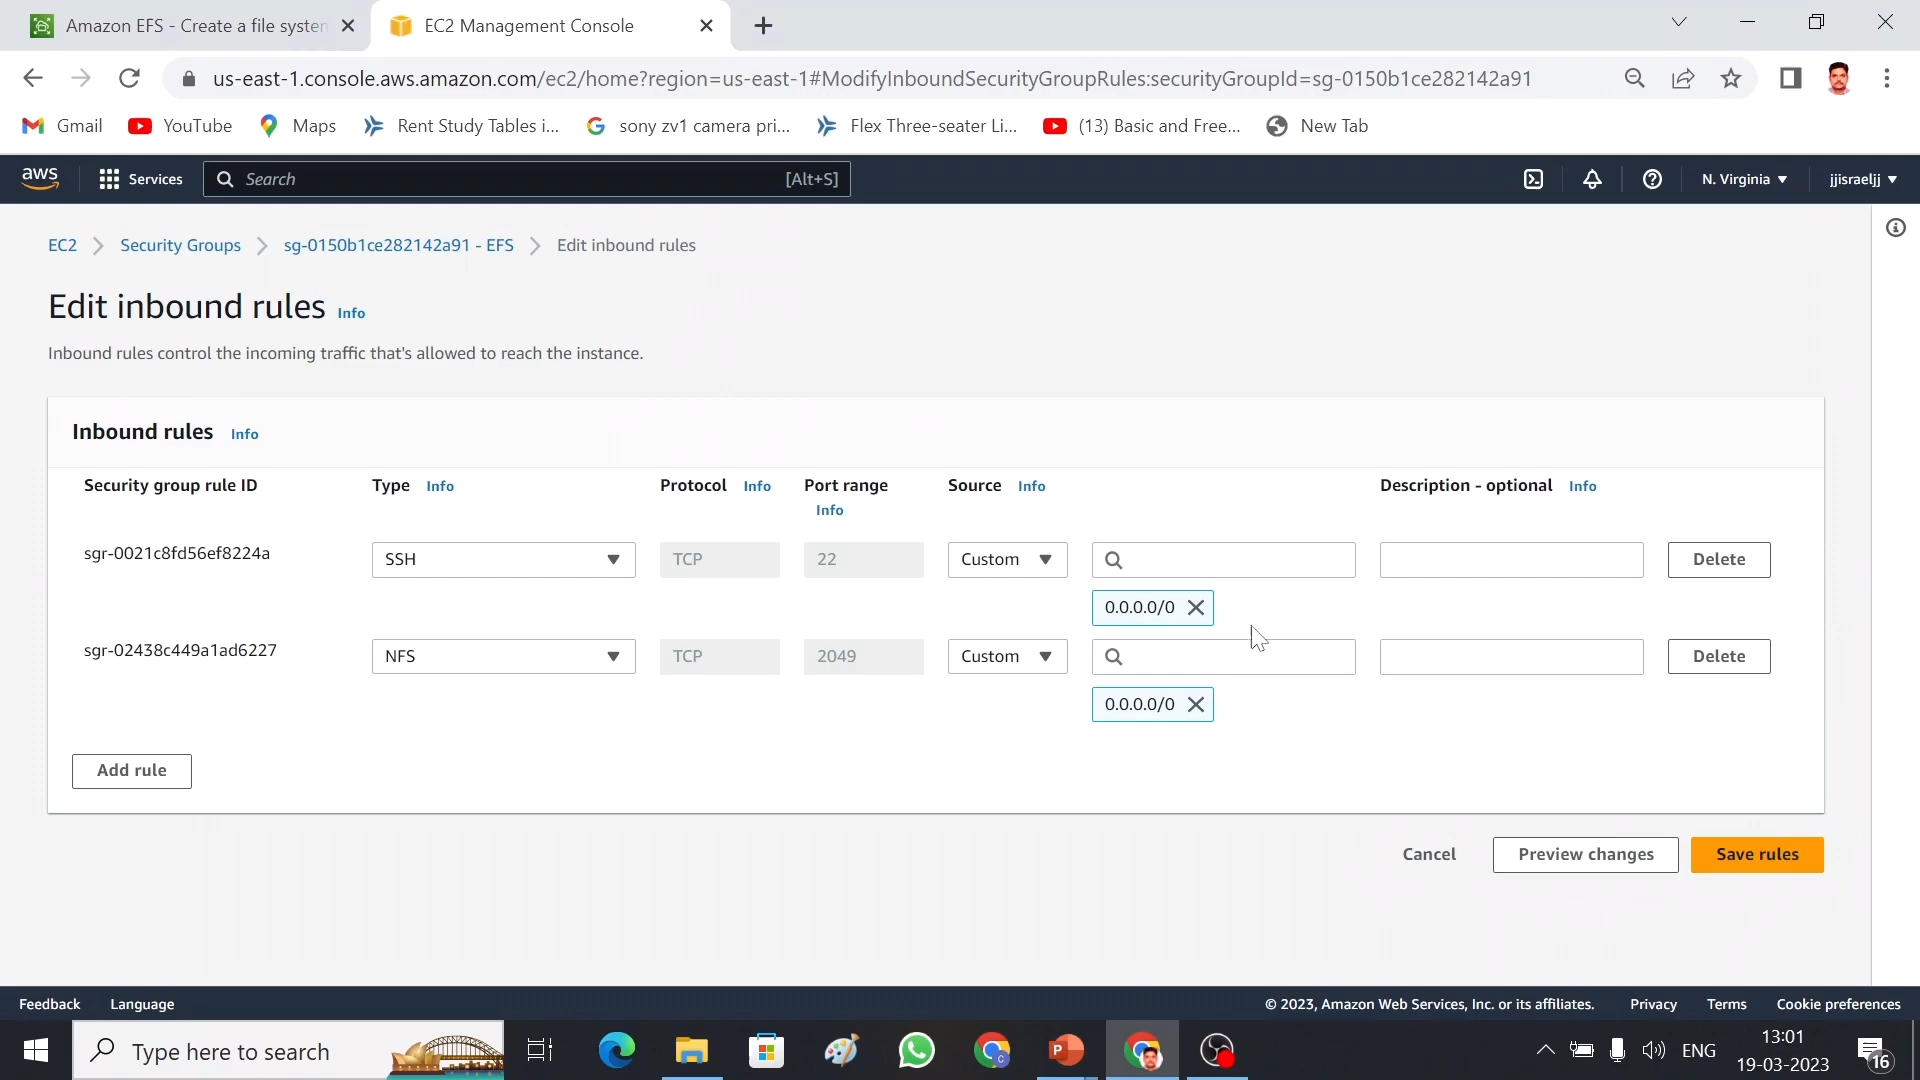 Amazon EFS - Create a file system
EC2 Management Console
us-east-1.console.aws.amazon.com/ec2/home?region=us-east-1#ModifyInboundSecurityGroupRules:securityGroupId=sg-0150b1ce282142a91
Gmail YouTube Maps Rent Study Tables i... sony zv1 camera pri... Flex Three-seater Li... (13) Basic and Free... New Tab
aws Services Search [Alt+S] N. Virginia jjisraeljj
EC2 Security Groups sg-0150b1ce282142a91 - EFS Edit inbound rules
Edit inbound rules Info
Inbound rules control the incoming traffic that's allowed to reach the instance.
Inbound rules Info
Security group rule ID Type Info Protocol Info Port range Info Source Info Description - optional Info
sgr-0021c8fd56ef8224a SSH TCP 22 Custom Delete
0.0.0.0/0
sgr-02438c449a1ad6227 NFS TCP 2049 Custom Delete
0.0.0.0/0
Add rule
Cancel Preview changes Save rules
Feedback Language © 2023, Amazon Web Services, Inc. or its affiliates. Privacy Terms Cookie preferences
Type here to search ENG 13:01
19-03-2023 16